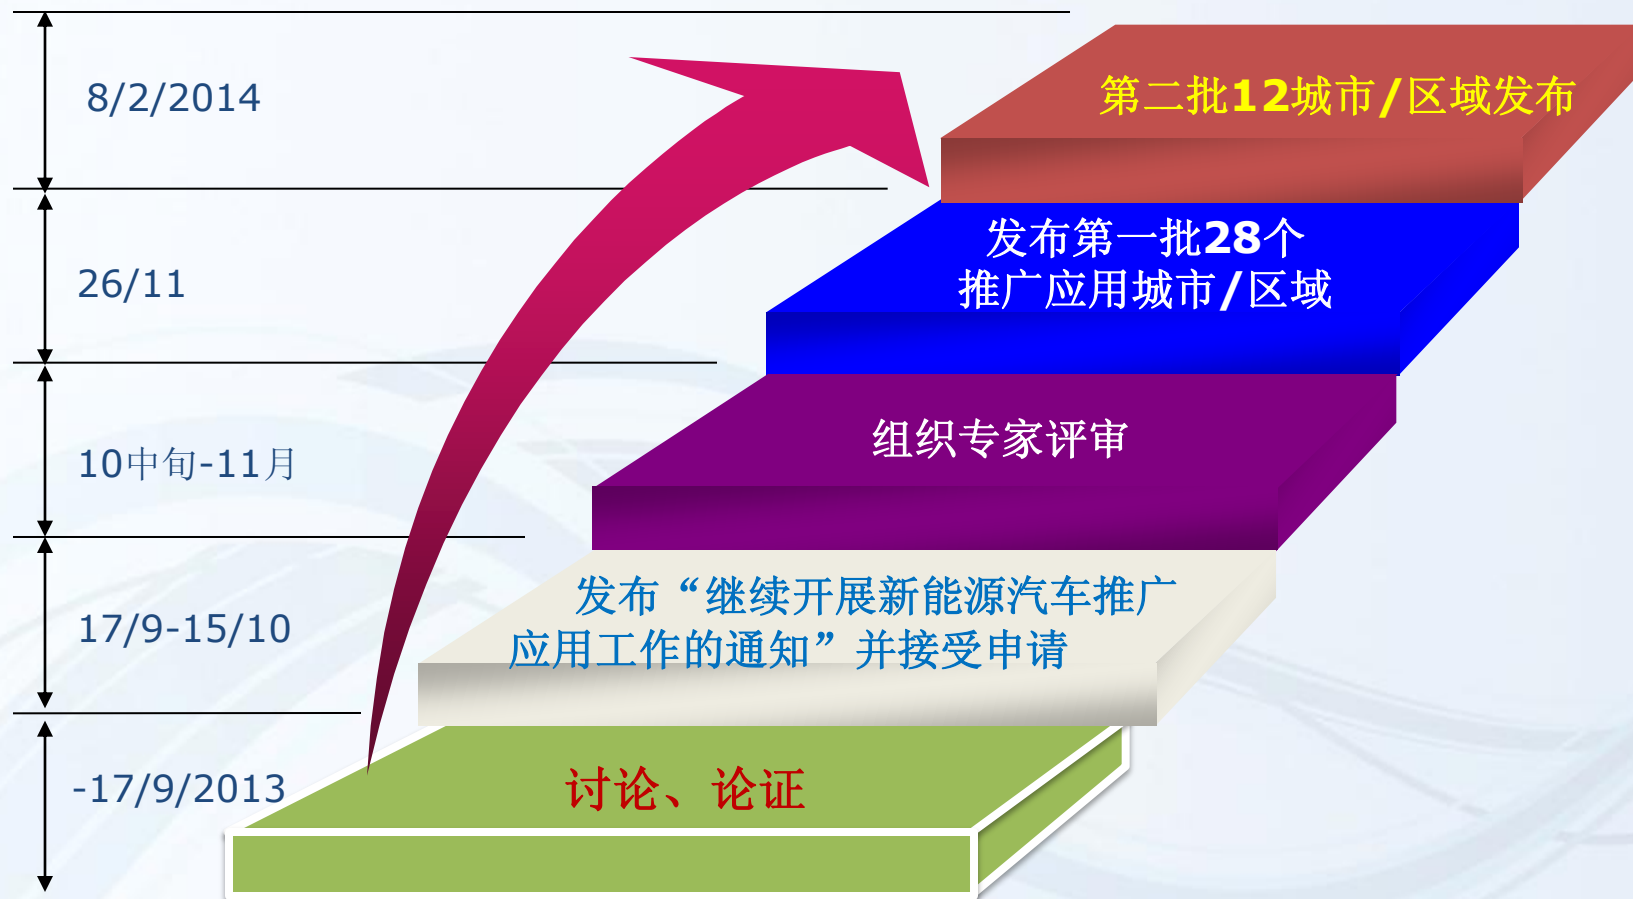 8/2/2014
第二批12城市/区域发布
26/11
发布第一批28个
推广应用城市/区域
10中旬-11月
组织专家评审
17/9-15/10
发布“继续开展新能源汽车推广
应用工作的通知”并接受申请
-17/9/2013
讨论、论证